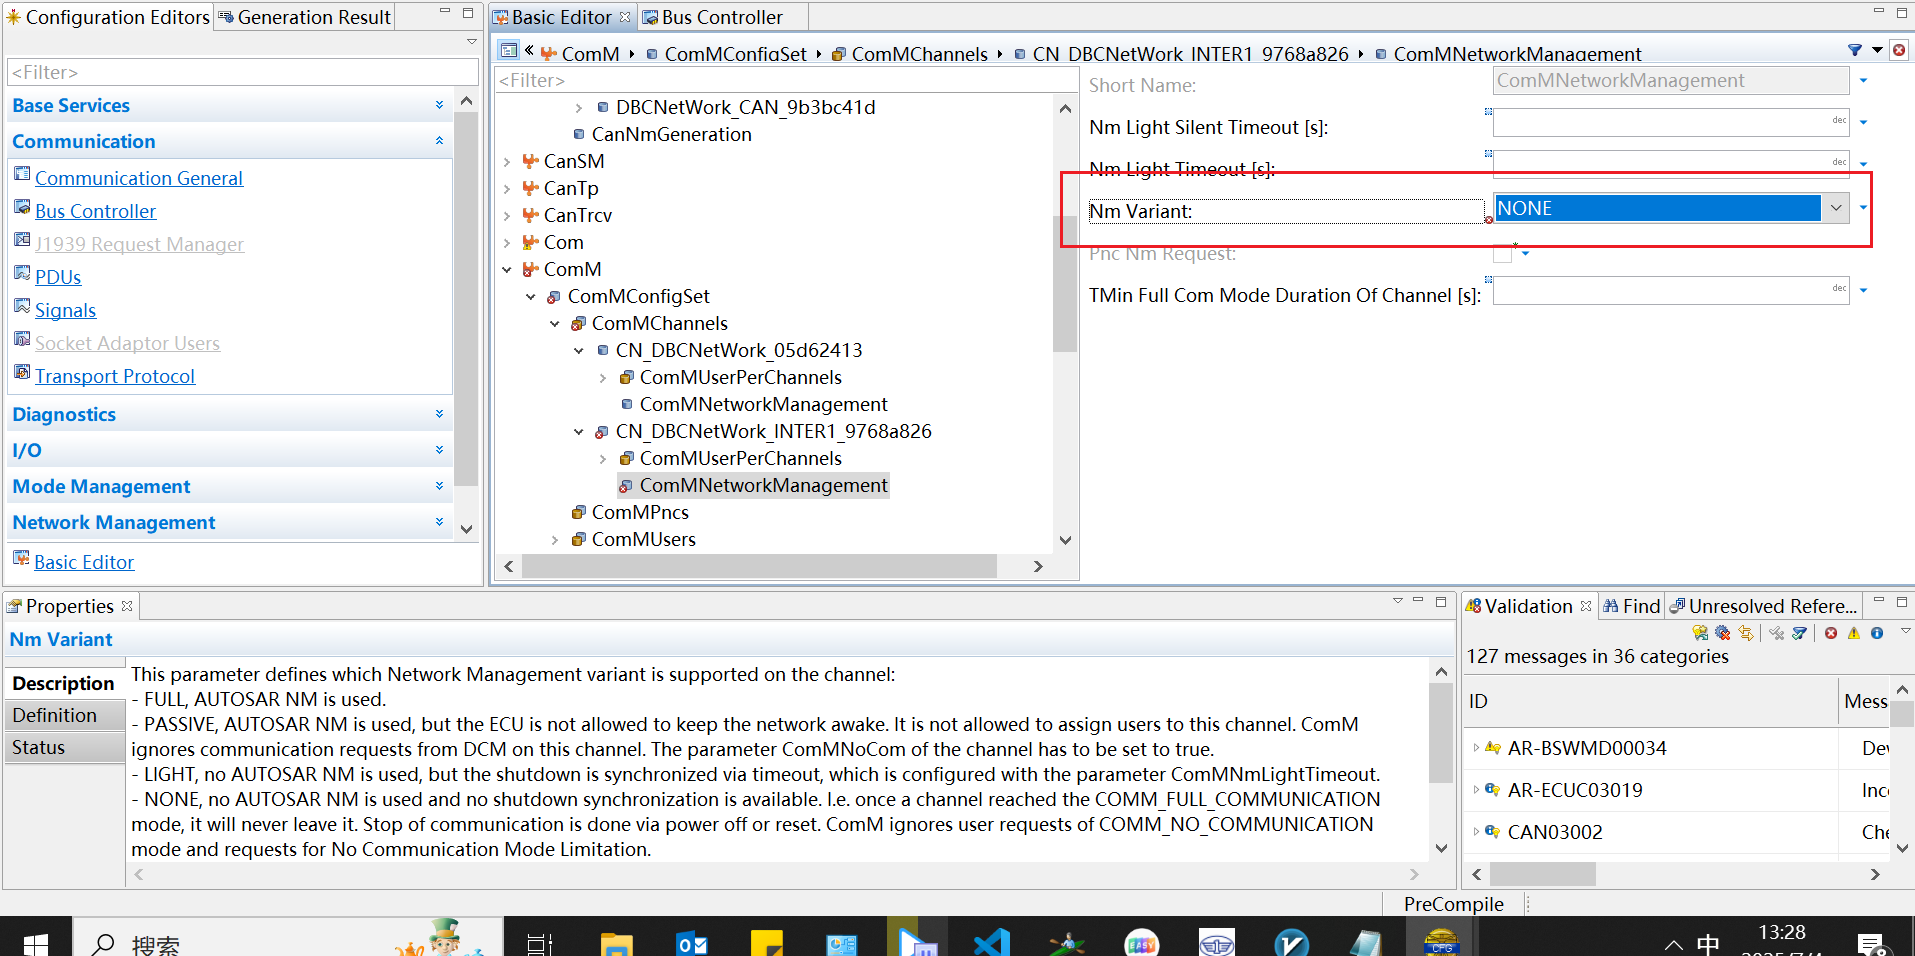 Configuration Editors
Generation Result
<Filter>
Base Services
Communication
Communication General
Bus Controller
J1939 Request Manager
PDUs
Signals
Socket Adaptor Users
Transport Protocol
Diagnostics
I/O
Mode Management
Network Management
Basic Editor
Basic Editor
Bus Controller
ComM
ComMConfigSet
ComMChannels
CN_DBCNetWork_INTER1_9768a826
ComMNetworkManagement
<Filter>
DBCNetWork_CAN_9b3bc41d
CanNmGeneration
CanSM
CanTp
CanTrcv
Com
ComM
ComMConfigSet
ComMChannels
CN_DBCNetWork_05d62413
ComMUserPerChannels
ComMNetworkManagement
CN_DBCNetWork_INTER1_9768a826
ComMUserPerChannels
ComMNetworkManagement
ComMPncs
ComMUsers
Short Name:
ComMNetworkManagement
Nm Light Silent Timeout [s]:
dec
Nm Light Timeout [s]:
dec
Nm Variant:
NONE
Pnc Nm Request:
TMin Full Com Mode Duration Of Channel [s]:
dec
Properties
Nm Variant
Description
Definition
Status
This parameter defines which Network Management variant is supported on the channel:
- FULL, AUTOSAR NM is used.
- PASSIVE, AUTOSAR NM is used, but the ECU is not allowed to keep the network awake. It is not allowed to assign users to this channel. ComM
ignores communication requests from DCM on this channel. The parameter ComMNoCom of the channel has to be set to true.
- LIGHT, no AUTOSAR NM is used, but the shutdown is synchronized via timeout, which is configured with the parameter ComMNmLightTimeout.
- NONE, no AUTOSAR NM is used and no shutdown synchronization is available. I.e. once a channel reached the COMM_FULL_COMMUNICATION
mode, it will never leave it. Stop of communication is done via power off or reset. ComM ignores user requests of COMM_NO_COMMUNICATION
mode and requests for No Communication Mode Limitation.
Validation
Find
Unresolved Refere...
127 messages in 36 categories
ID
Mess
AR-BSWMD00034
Dev
AR-ECUC03019
Inc
CAN03002
Che
PreCompile
搜索
EASY
CFG
中
13:28